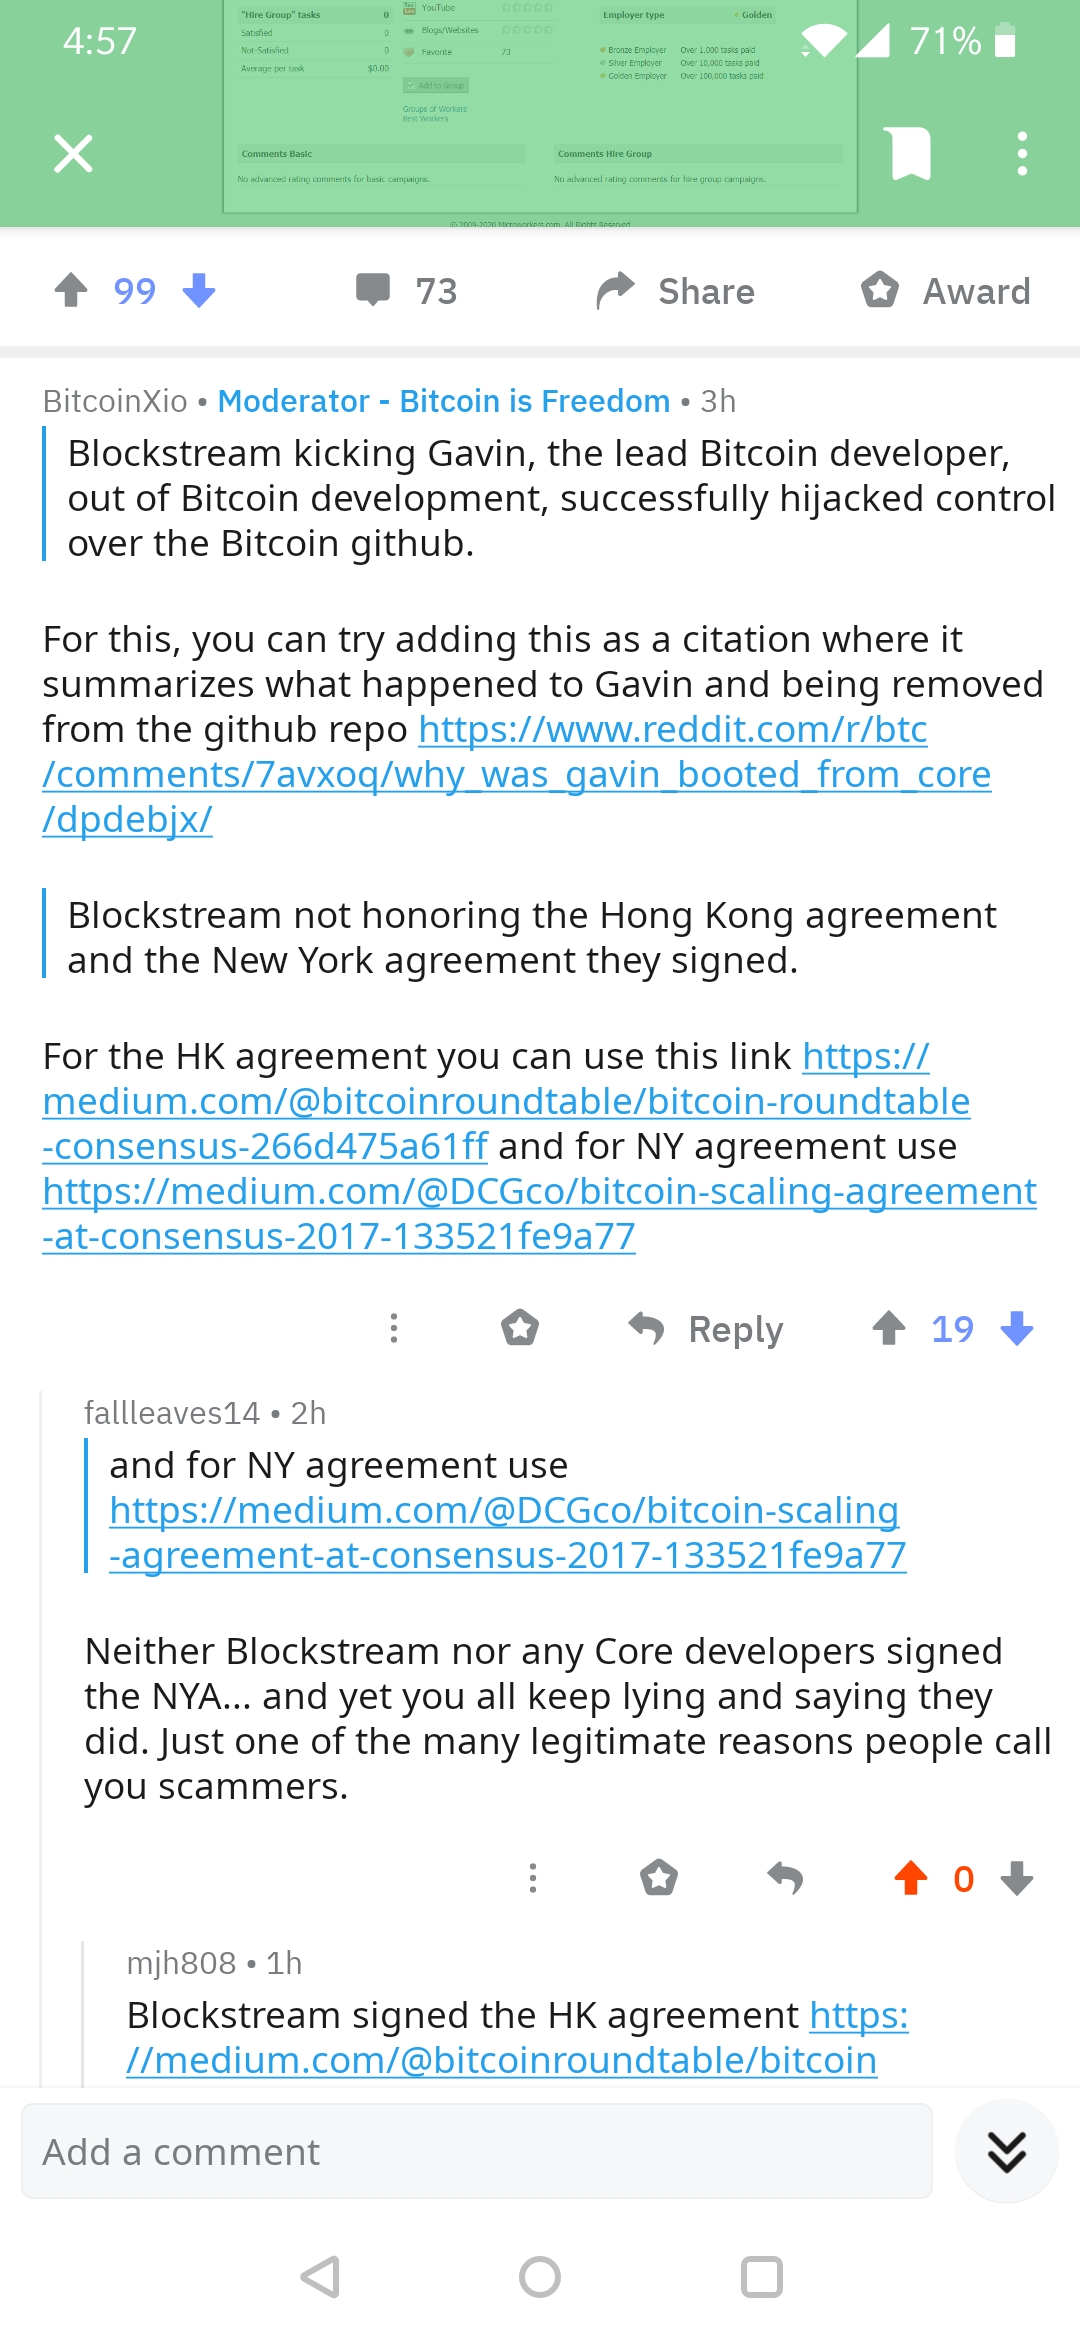 4:57
71%
"Hire Group" tasks 0
Satisfied 0
Not-Satisfied 0
Average per task $0.00
YouTube
Blogs/Websites
Favorite 73
Add to Group
Groups of Workers
Best Workers
Employer type Golden
Bronze Employer Over 1,000 tasks paid
Silver Employer Over 10,000 tasks paid
Golden Employer Over 100,000 tasks paid
Comments Basic
No advanced rating comments for basic campaigns.
Comments Hire Group
No advanced rating comments for hire group campaigns.
© 2009-2020 Microworkers.com. All Rights Reserved
99 73 Share Award
BitcoinXio • Moderator - Bitcoin is Freedom • 3h
Blockstream kicking Gavin, the lead Bitcoin developer,
out of Bitcoin development, successfully hijacked control
over the Bitcoin github.
For this, you can try adding this as a citation where it
summarizes what happened to Gavin and being removed
from the github repo https://www.reddit.com/r/btc
/comments/7avxoq/why_was_gavin_booted_from_core
/dpdebjx/
Blockstream not honoring the Hong Kong agreement
and the New York agreement they signed.
For the HK agreement you can use this link https://
medium.com/@bitcoinroundtable/bitcoin-roundtable
-consensus-266d475a61ff and for NY agreement use
https://medium.com/@DCGco/bitcoin-scaling-agreement
-at-consensus-2017-133521fe9a77
Reply 19
fallleaves14 • 2h
and for NY agreement use
https://medium.com/@DCGco/bitcoin-scaling
-agreement-at-consensus-2017-133521fe9a77
Neither Blockstream nor any Core developers signed
the NYA... and yet you all keep lying and saying they
did. Just one of the many legitimate reasons people call
you scammers.
0
mjh808 • 1h
Blockstream signed the HK agreement https:
//medium.com/@bitcoinroundtable/bitcoin
Add a comment